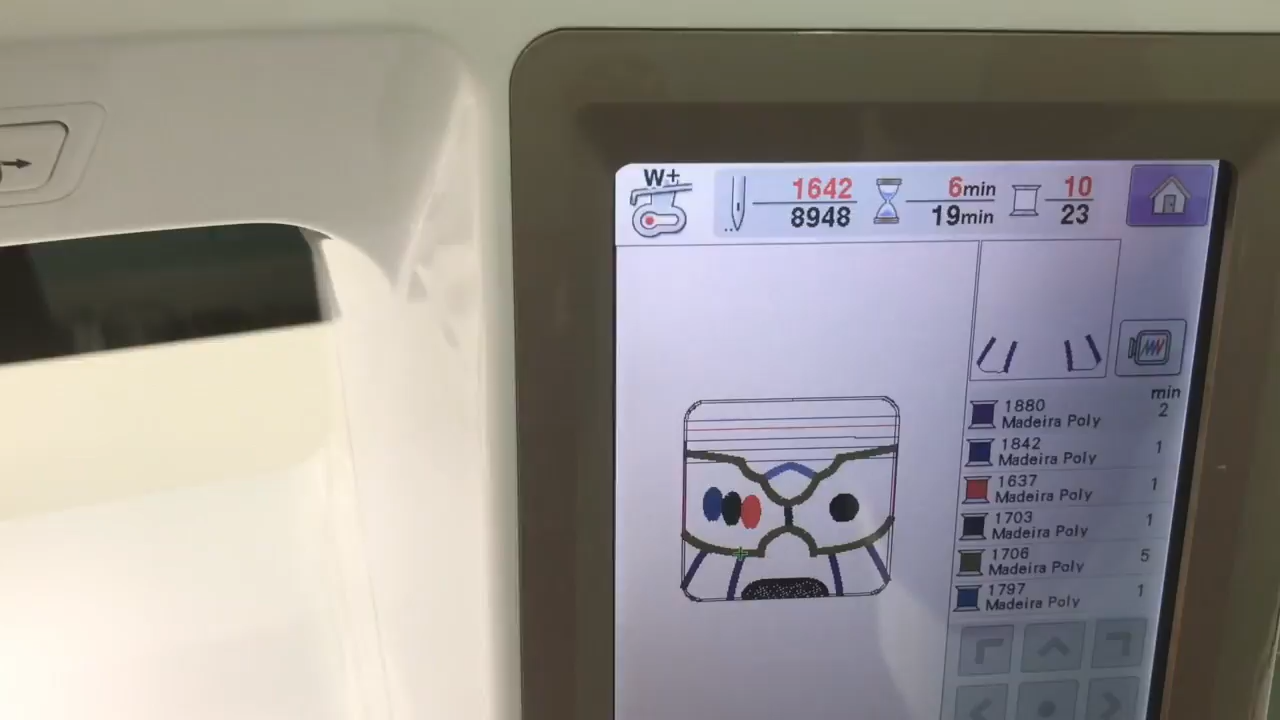 W+
1642
8948
6min
19min
10
23
min
1880
Madeira Poly
2
1842
Madeira Poly
1
1637
Madeira Poly
1
1703
Madeira Poly
1
1706
Madeira Poly
5
1797
Madeira Poly
1